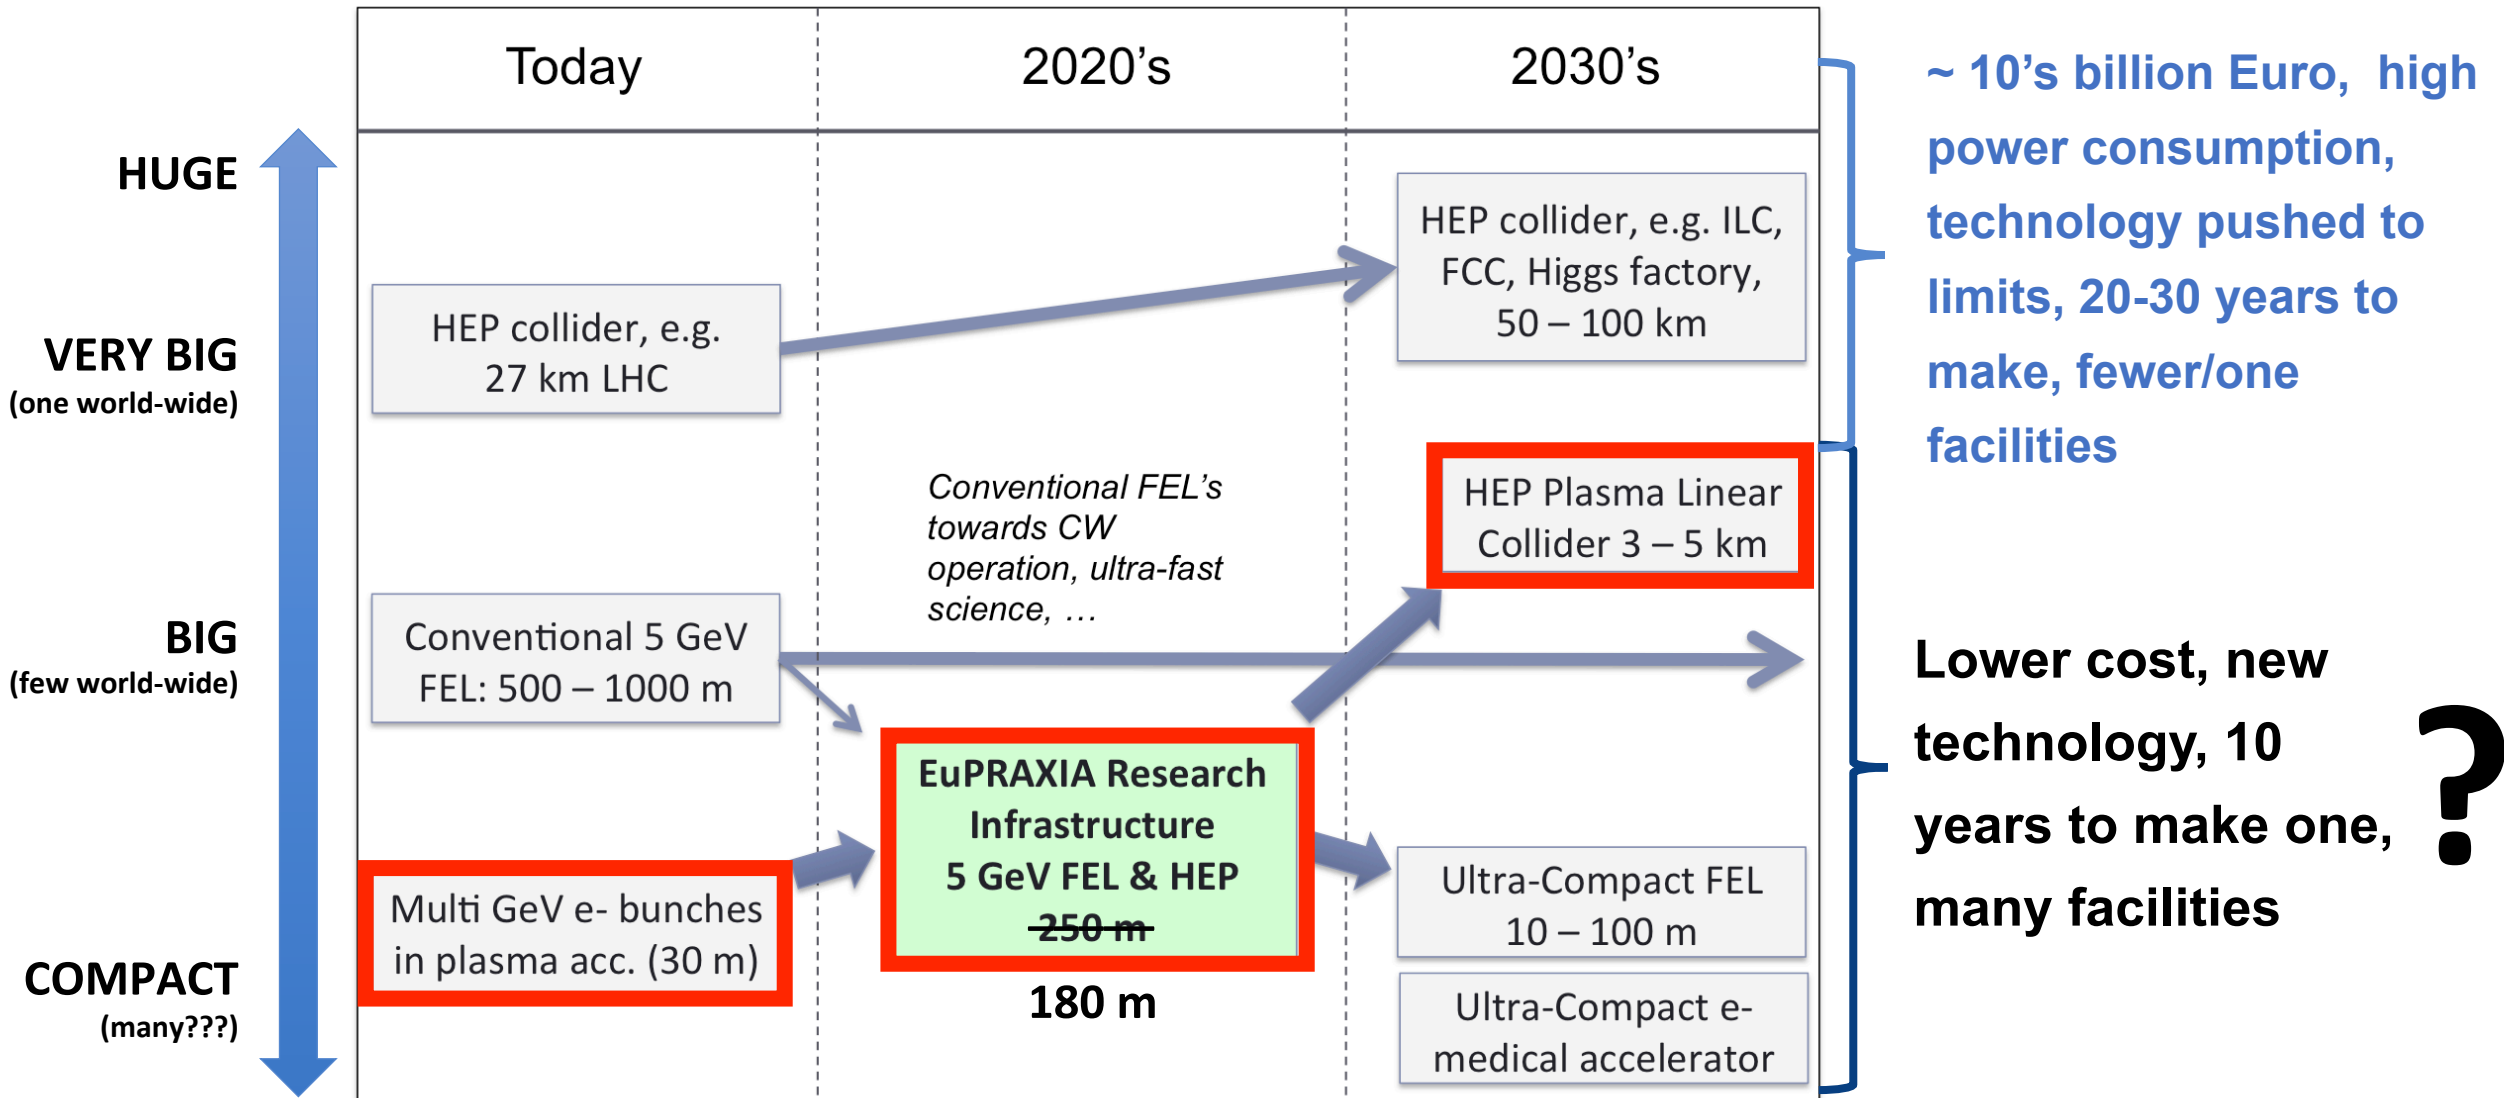 Today
2020's
2030's
HUGE
VERY BIG
(one world-wide)
BIG
(few world-wide)
COMPACT
(many???)
HEP collider, e.g.
27 km LHC
Conventional 5 GeV
FEL: 500 – 1000 m
Multi GeV e- bunches
in plasma acc. (30 m)
Conventional FEL's
towards CW
operation, ultra-fast
science, …
EuPRAXIA Research
Infrastructure
5 GeV FEL & HEP
250 m
180 m
HEP collider, e.g. ILC,
FCC, Higgs factory,
50 – 100 km
HEP Plasma Linear
Collider 3 – 5 km
Ultra-Compact FEL
10 – 100 m
Ultra-Compact e-
medical accelerator
~ 10's billion Euro, high
power consumption,
technology pushed to
limits, 20-30 years to
make, fewer/one
facilities
Lower cost, new
technology, 10
years to make one,
many facilities
?